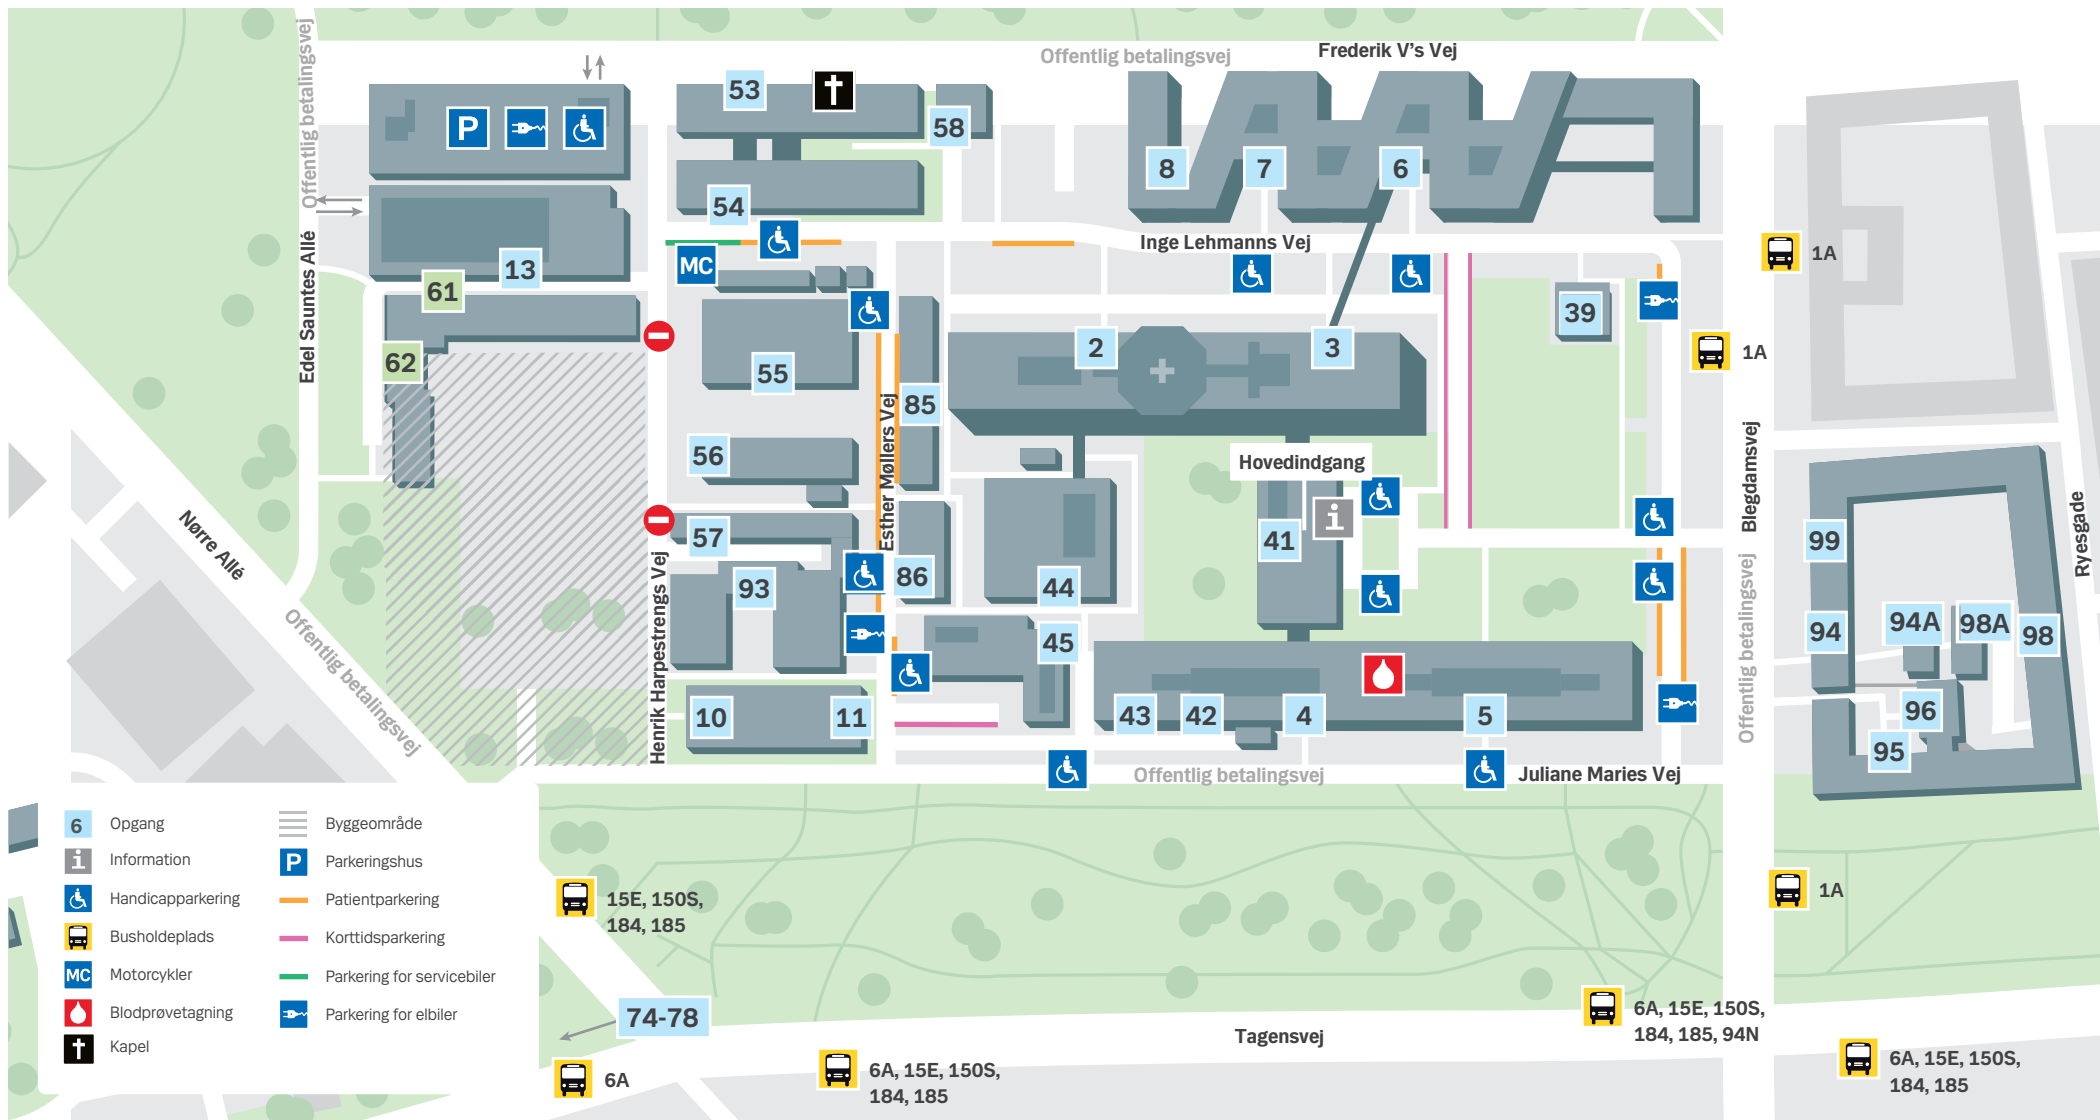 Offentlig betalingsvej
Frederik V's Vej
Offentlig betalingsvej
53
58
P
54
8
7
6
Inge Lehmanns Vej
MC
13
61
62
Edel Sauntes Allé
55
85
2
3
39
1A
1A
56
Esther Møllers Vej
Hovedindgang
57
93
86
44
41
i
45
Henrik Harpestrengs Vej
10
11
43
42
4
5
Blegdamsvej
Offentlig betalingsvej
Ryesgade
99
94
94A
98A
98
96
95
Nørre Allé
Offentlig betalingsvej
Offentlig betalingsvej
Juliane Maries Vej
6 Opgang
i Information
Handicapparkering
Busholdeplads
MC Motorcykler
Blodprøvetagning
Kapel
Byggeområde
P Parkeringshus
Patientparkering
Korttidsparkering
Parkering for servicebiler
Parkering for elbiler
15E, 150S,
184, 185
1A
74-78
6A
Tagensvej
6A, 15E, 150S,
184, 185
6A, 15E, 150S,
184, 185, 94N
6A, 15E, 150S,
184, 185